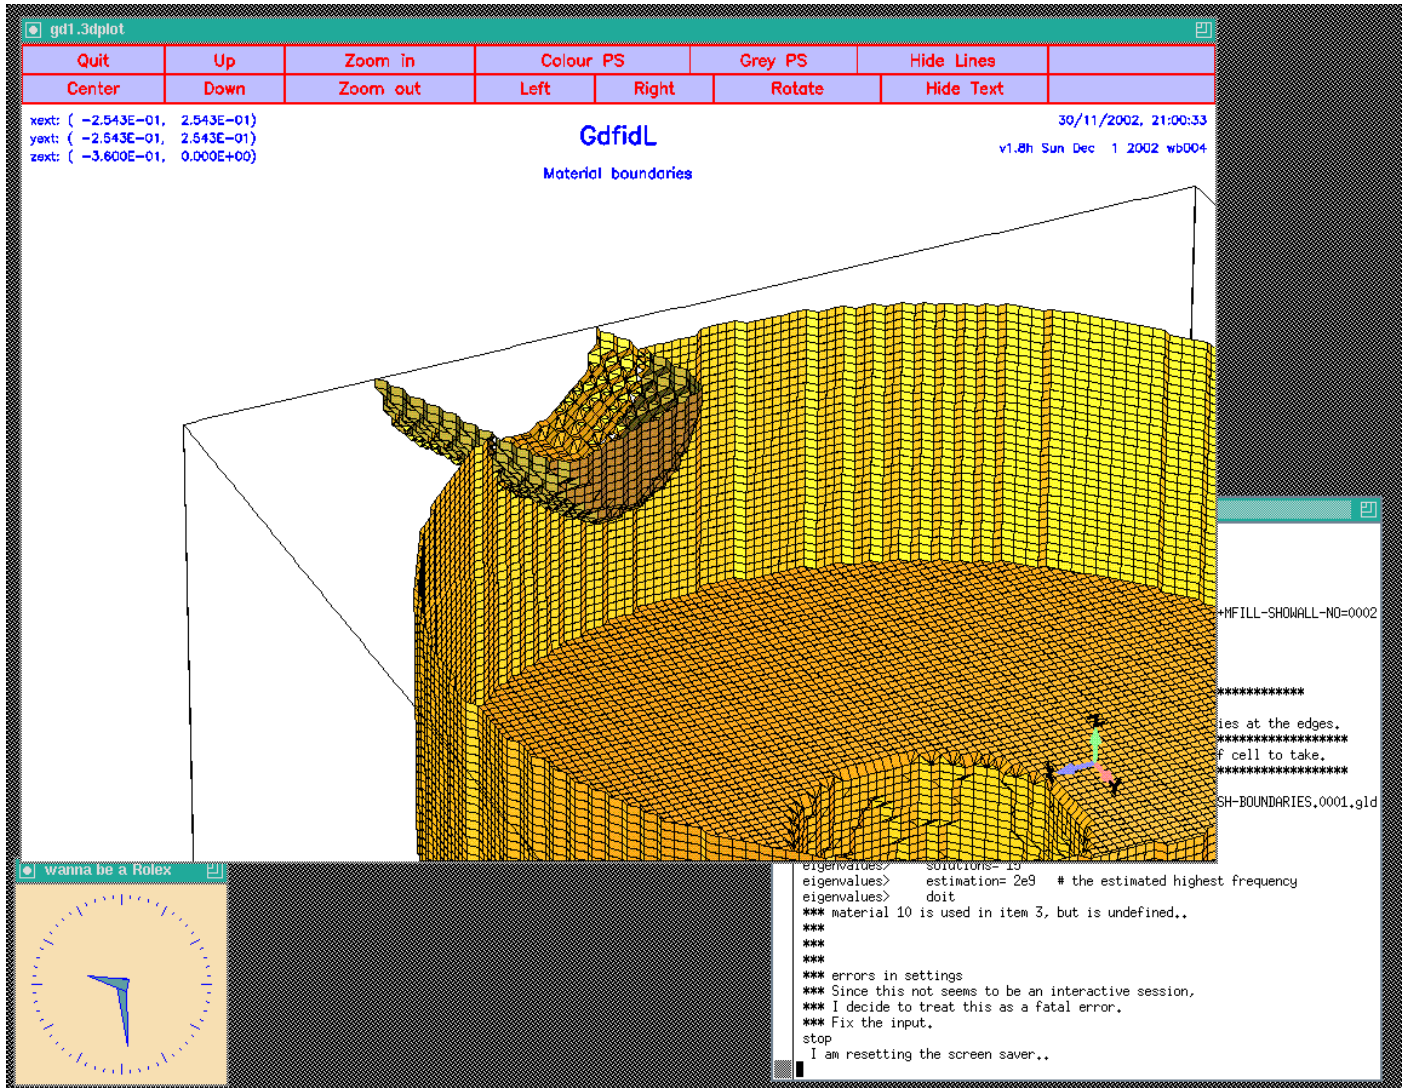 gd1.3dplot
Quit Up Zoom in Colour PS Grey PS Hide Lines
Center Down Zoom out Left Right Rotate Hide Text
xext: ( -2.543E-01, 2.543E-01)
yext: ( -2.543E-01, 2.543E-01)
zext: ( -3.600E-01, 0.000E+00)
GdfidL
Material boundaries
30/11/2002, 21:00:33
v1.8h Sun Dec 1 2002 wb004
+MFILL-SHOWALL-NO=0002
************
ies at the edges.
******************
f cell to take.
******************
SH-BOUNDARIES.0001.gld
Z
Y
eigenvalues> solutions= 15
eigenvalues> estimation= 2e9 # the estimated highest frequency
eigenvalues> doit
*** material 10 is used in item 3, but is undefined..
***
***
***
*** errors in settings
*** Since this not seems to be an interactive session,
*** I decide to treat this as a fatal error.
*** Fix the input.
stop
I am resetting the screen saver..
wanna be a Rolex